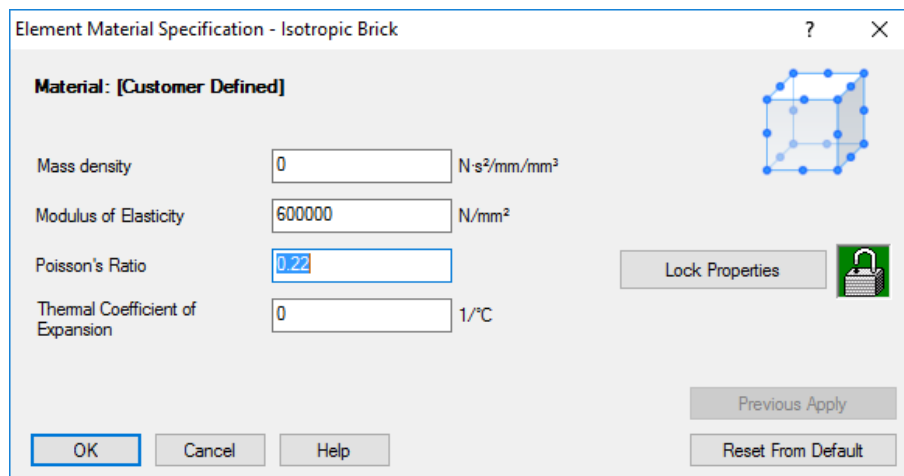 Element Material Specification - Isotropic Brick
?
Material: [Customer Defined]
Mass density 0 N·s²/mm/mm³
Modulus of Elasticity 600000 N/mm²
Poisson's Ratio 0.22
Lock Properties
Thermal Coefficient of
Expansion 0 1/°C
Previous Apply
OK Cancel Help Reset From Default